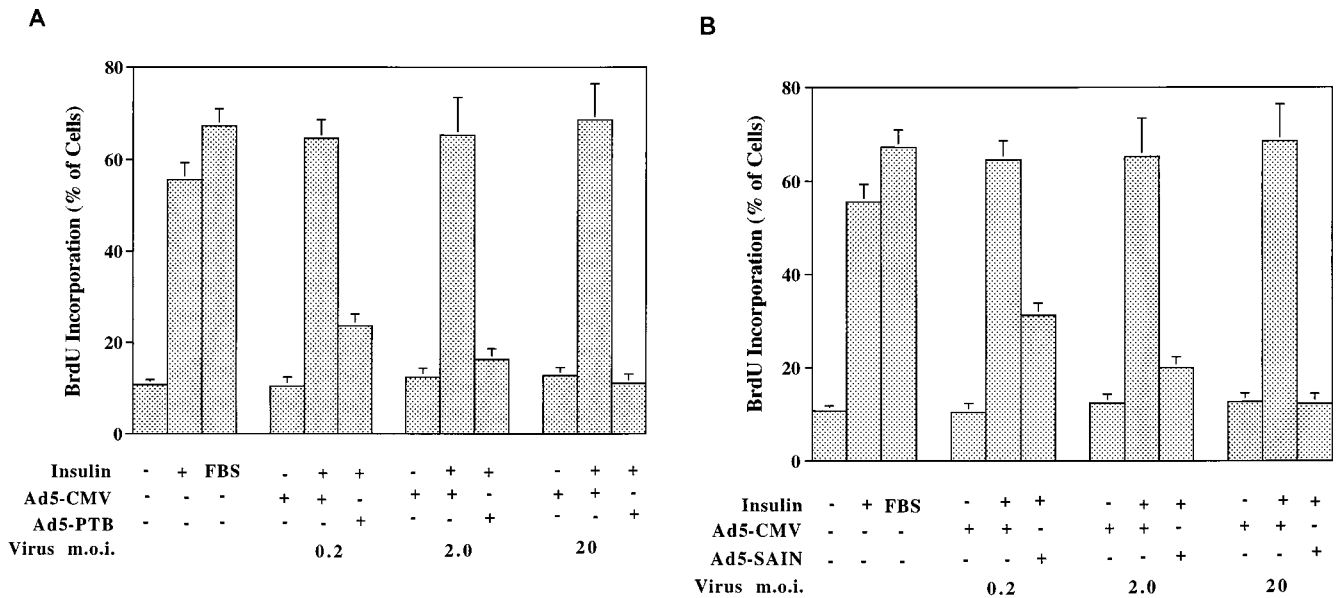 A
BrdU Incorporation (% of Cells)
80
60
40
20
0
Insulin - + FBS - + + - + + - + +
Ad5-CMV - - - + + - + + - + + -
Ad5-PTB - - - - - + - - + - - +
Virus m.o.i. 0.2 2.0 20
B
BrdU Incorporation (% of Cells)
80
60
40
20
0
Insulin - + FBS - + + - + + - + +
Ad5-CMV - - - + + - + + - + + -
Ad5-SAIN - - - - - + - - + - - +
Virus m.o.i. 0.2 2.0 20